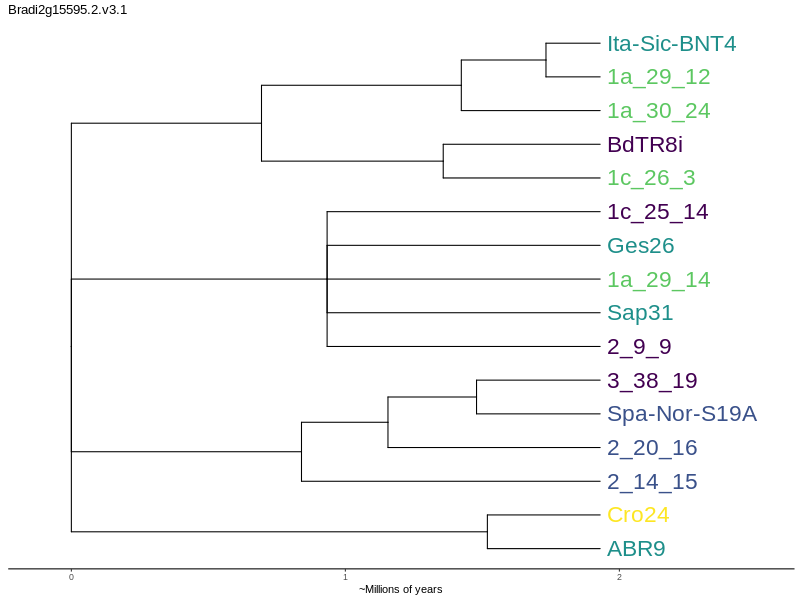 Bradi2g15595.2.v3.1
Ita-Sic-BNT4
1a_29_12
1a_30_24
BdTR8i
1c_26_3
1c_25_14
Ges26
1a_29_14
Sap31
2_9_9
3_38_19
Spa-Nor-S19A
2_20_16
2_14_15
Cro24
ABR9
0 1 2
~Millions of years